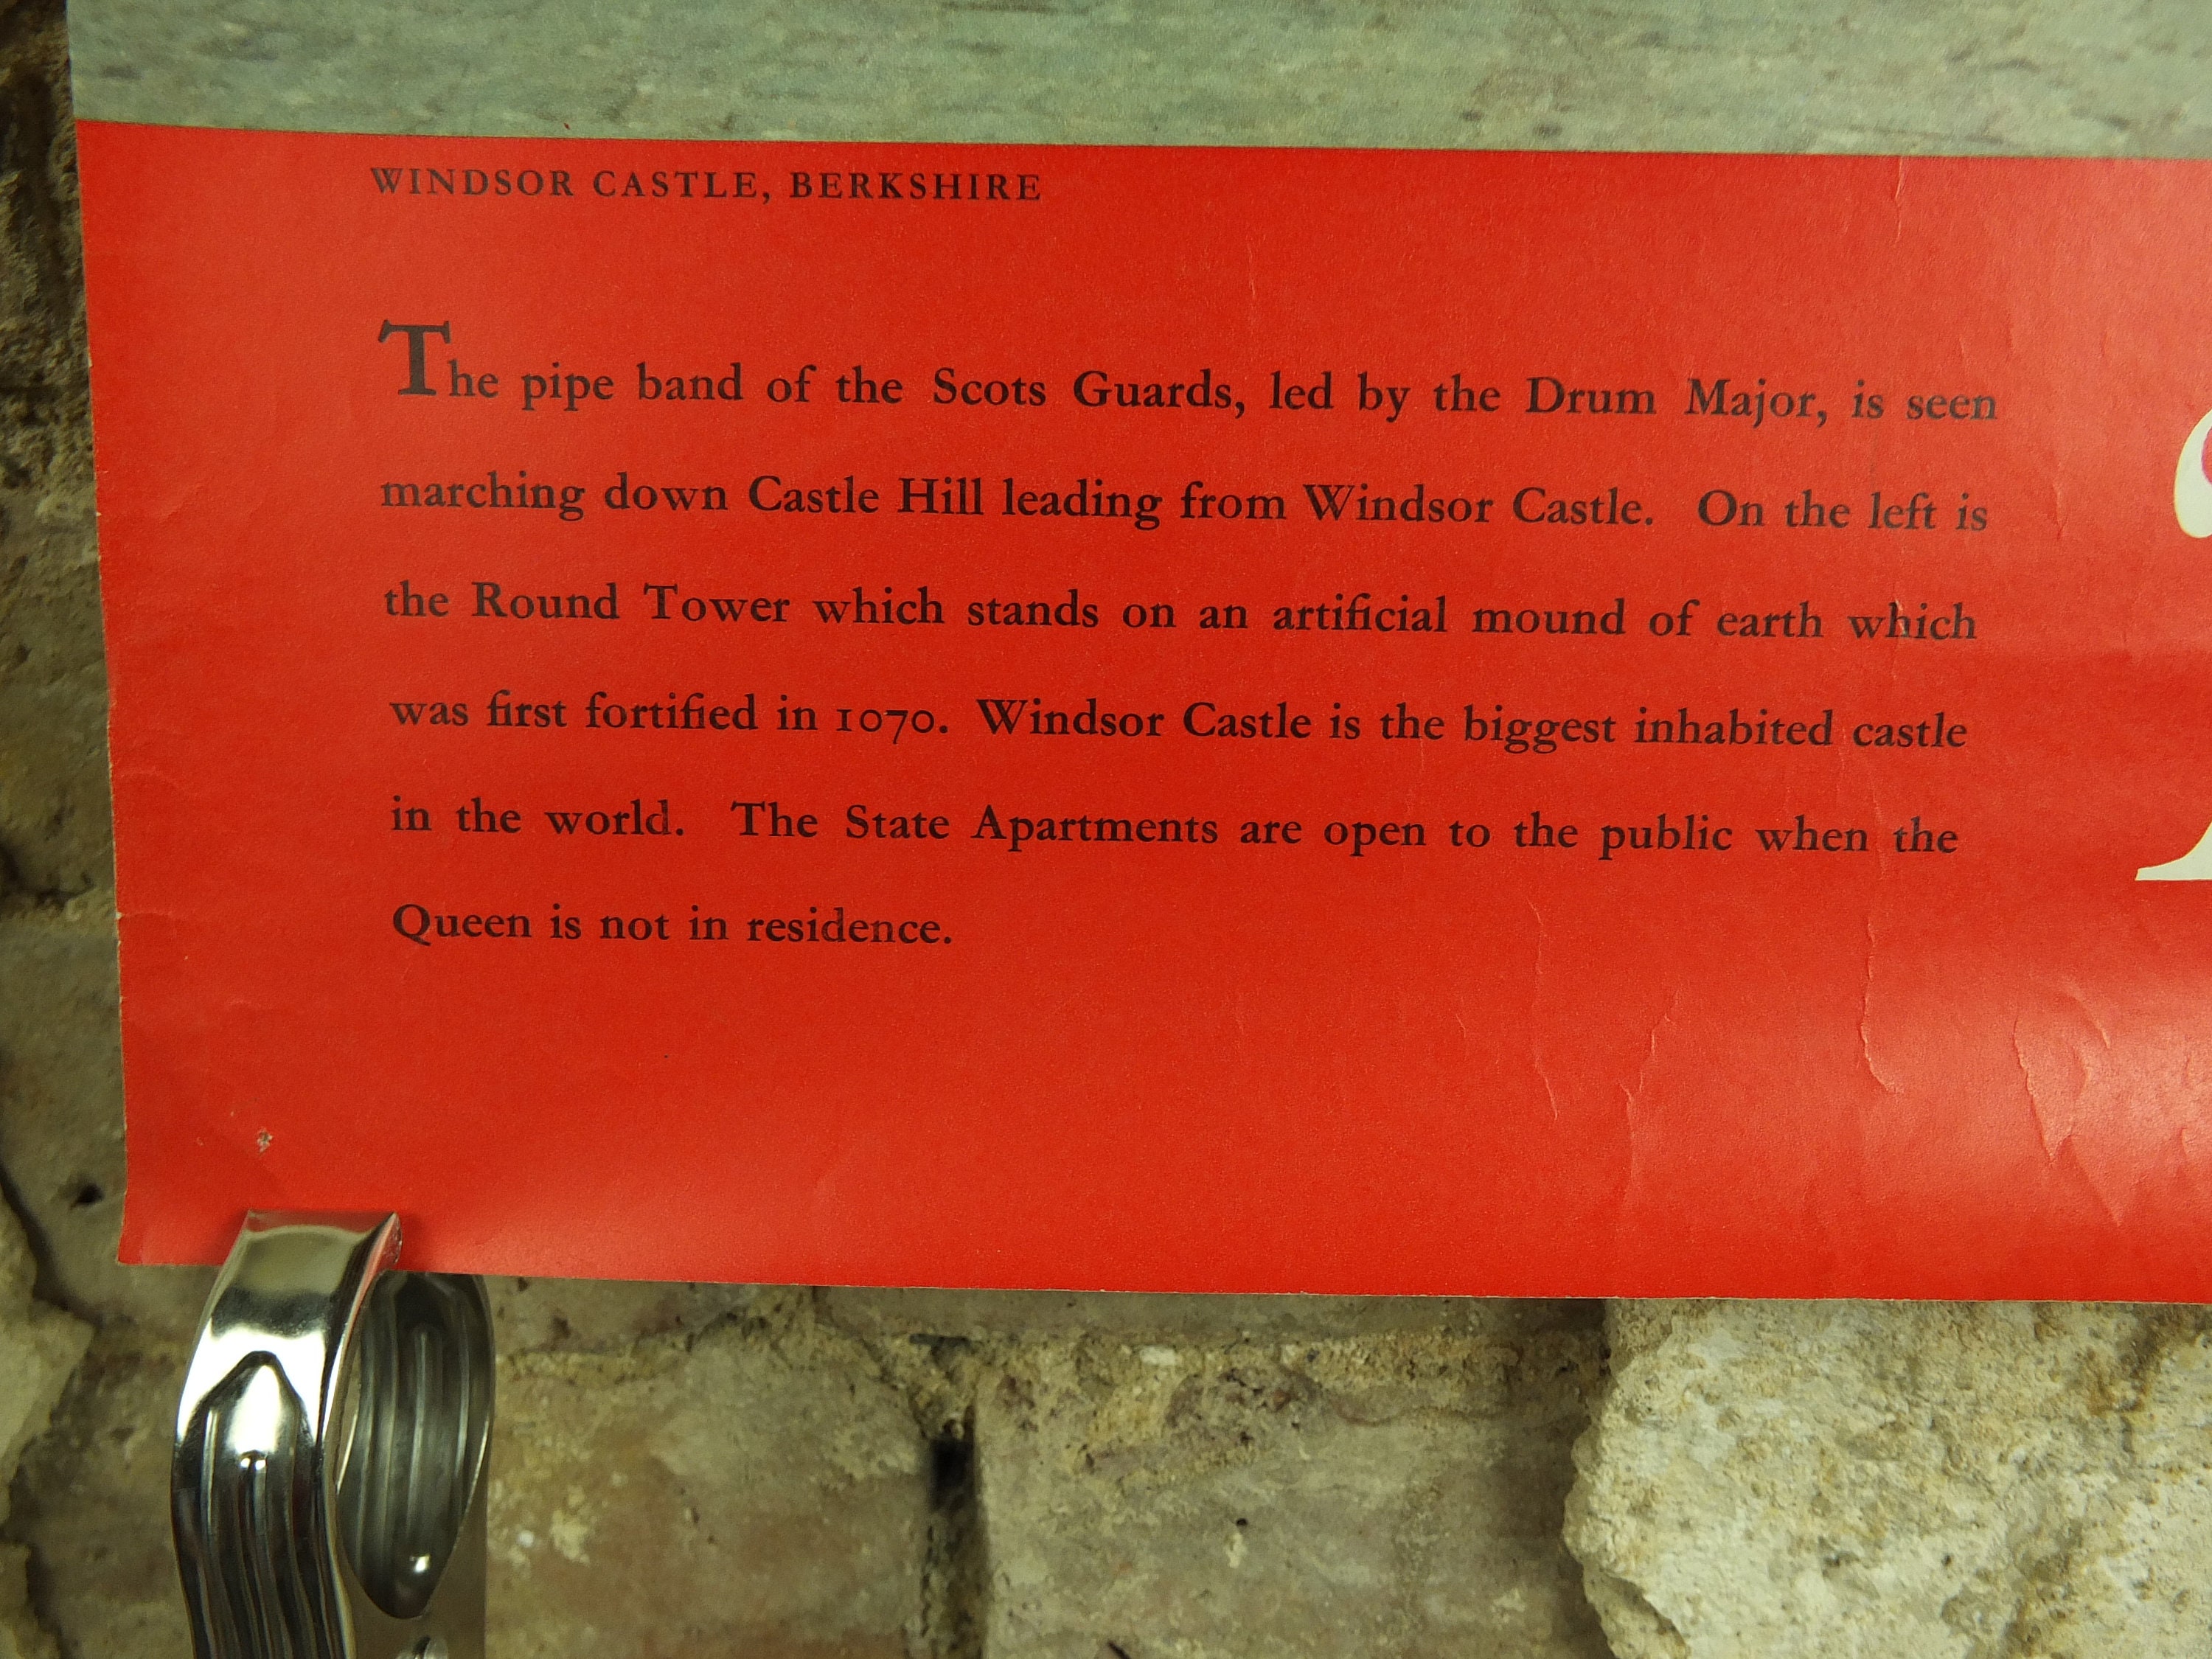 WINDSOR CASTLE, BERKSHIRE
The pipe band of the Scots Guards, led by the Drum Major, is seen
marching down Castle Hill leading from Windsor Castle. On the left is
the Round Tower which stands on an artificial mound of earth which
was first fortified in 1070. Windsor Castle is the biggest inhabited castle
in the world. The State Apartments are open to the public when the
Queen is not in residence.